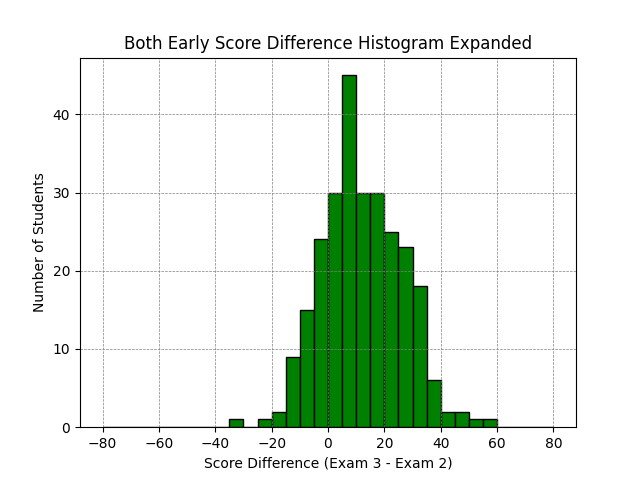 Both Early Score Difference Histogram Expanded
Number of Students
40
30
20
10
0
−80 −60 −40 −20 0 20 40 60 80
Score Difference (Exam 3 - Exam 2)